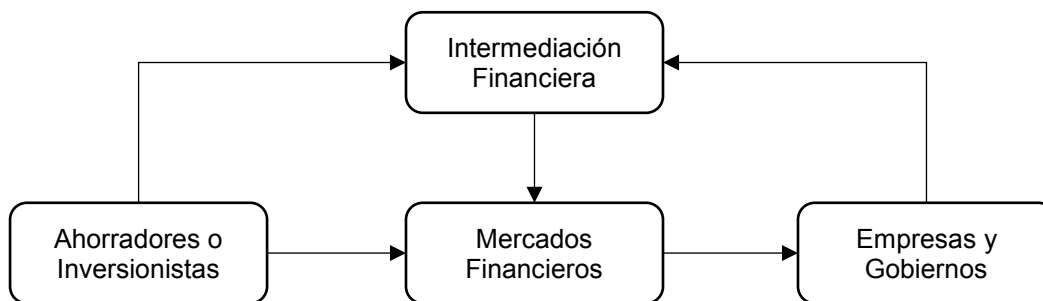 Intermediación
Financiera
Ahorradores o
Inversionistas
Mercados
Financieros
Empresas y
Gobiernos